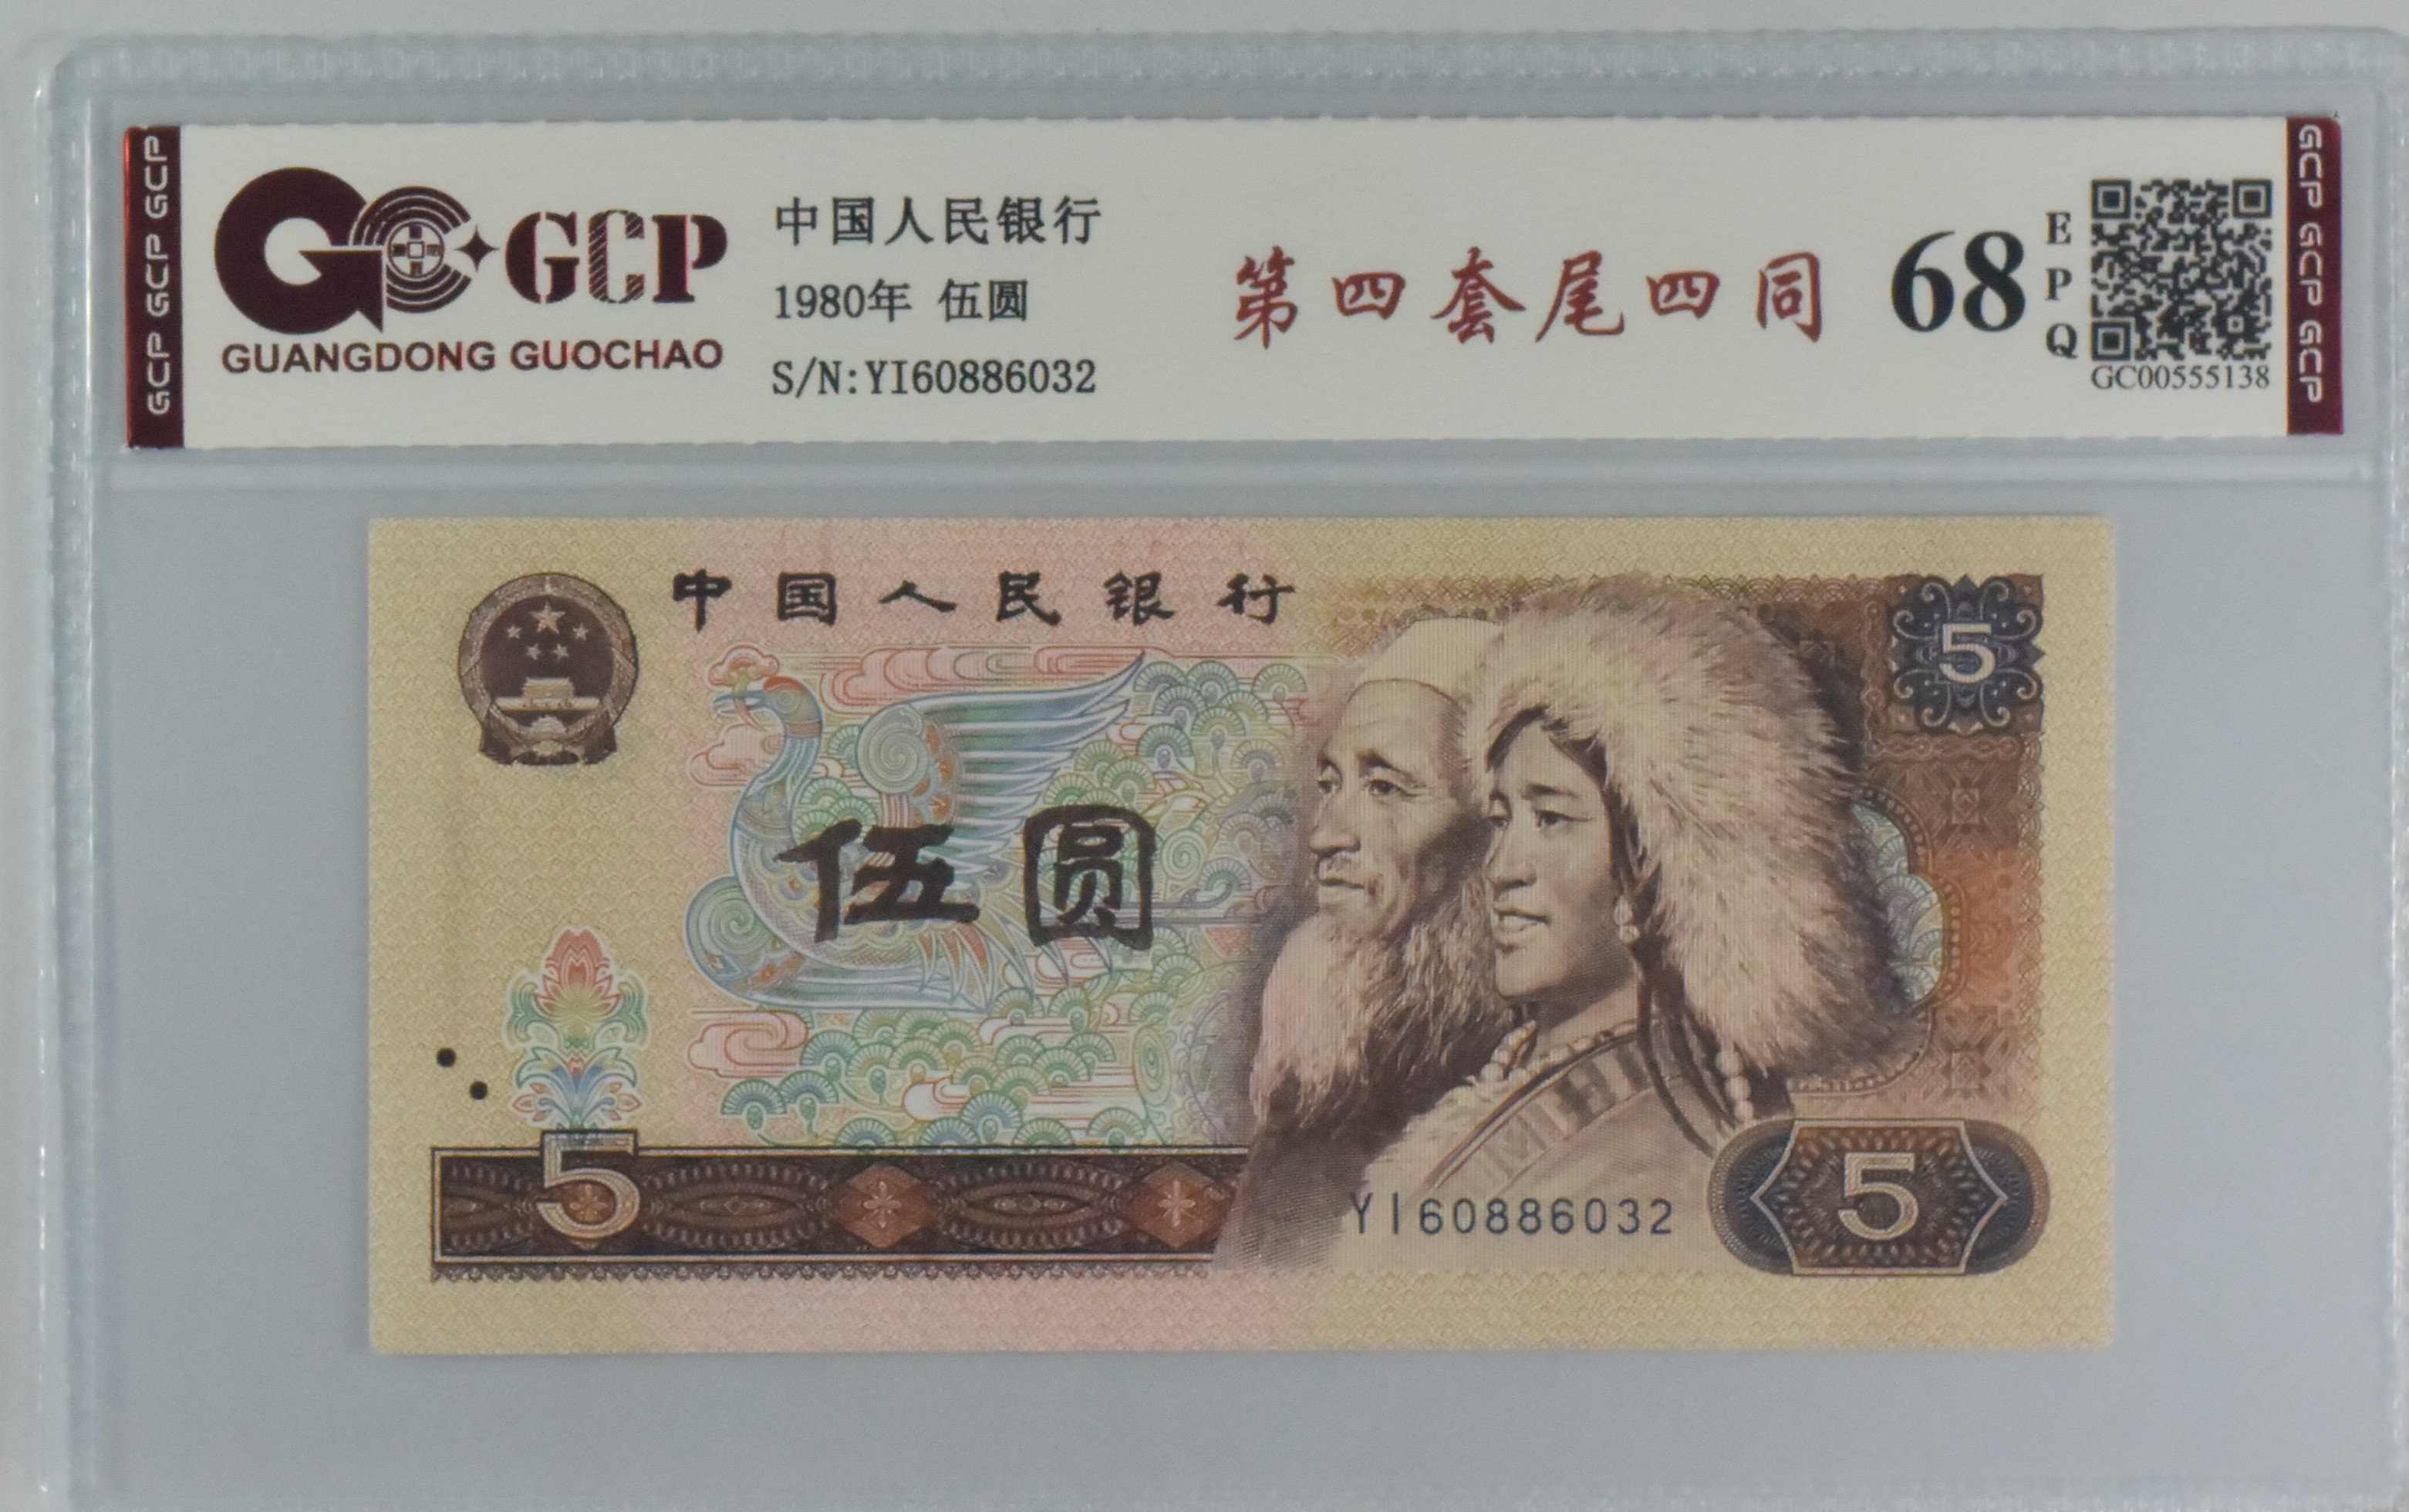 GCP GCP GCP
GCP
GUANGDONG GUOCHAO
中国人民银行
1980年 伍圆
S/N:YI60886032
第四套尾四同
68
EPQ
GC00555138
GCP GCP GCP
中国人民银行
5
伍圆
5
YI60886032
5